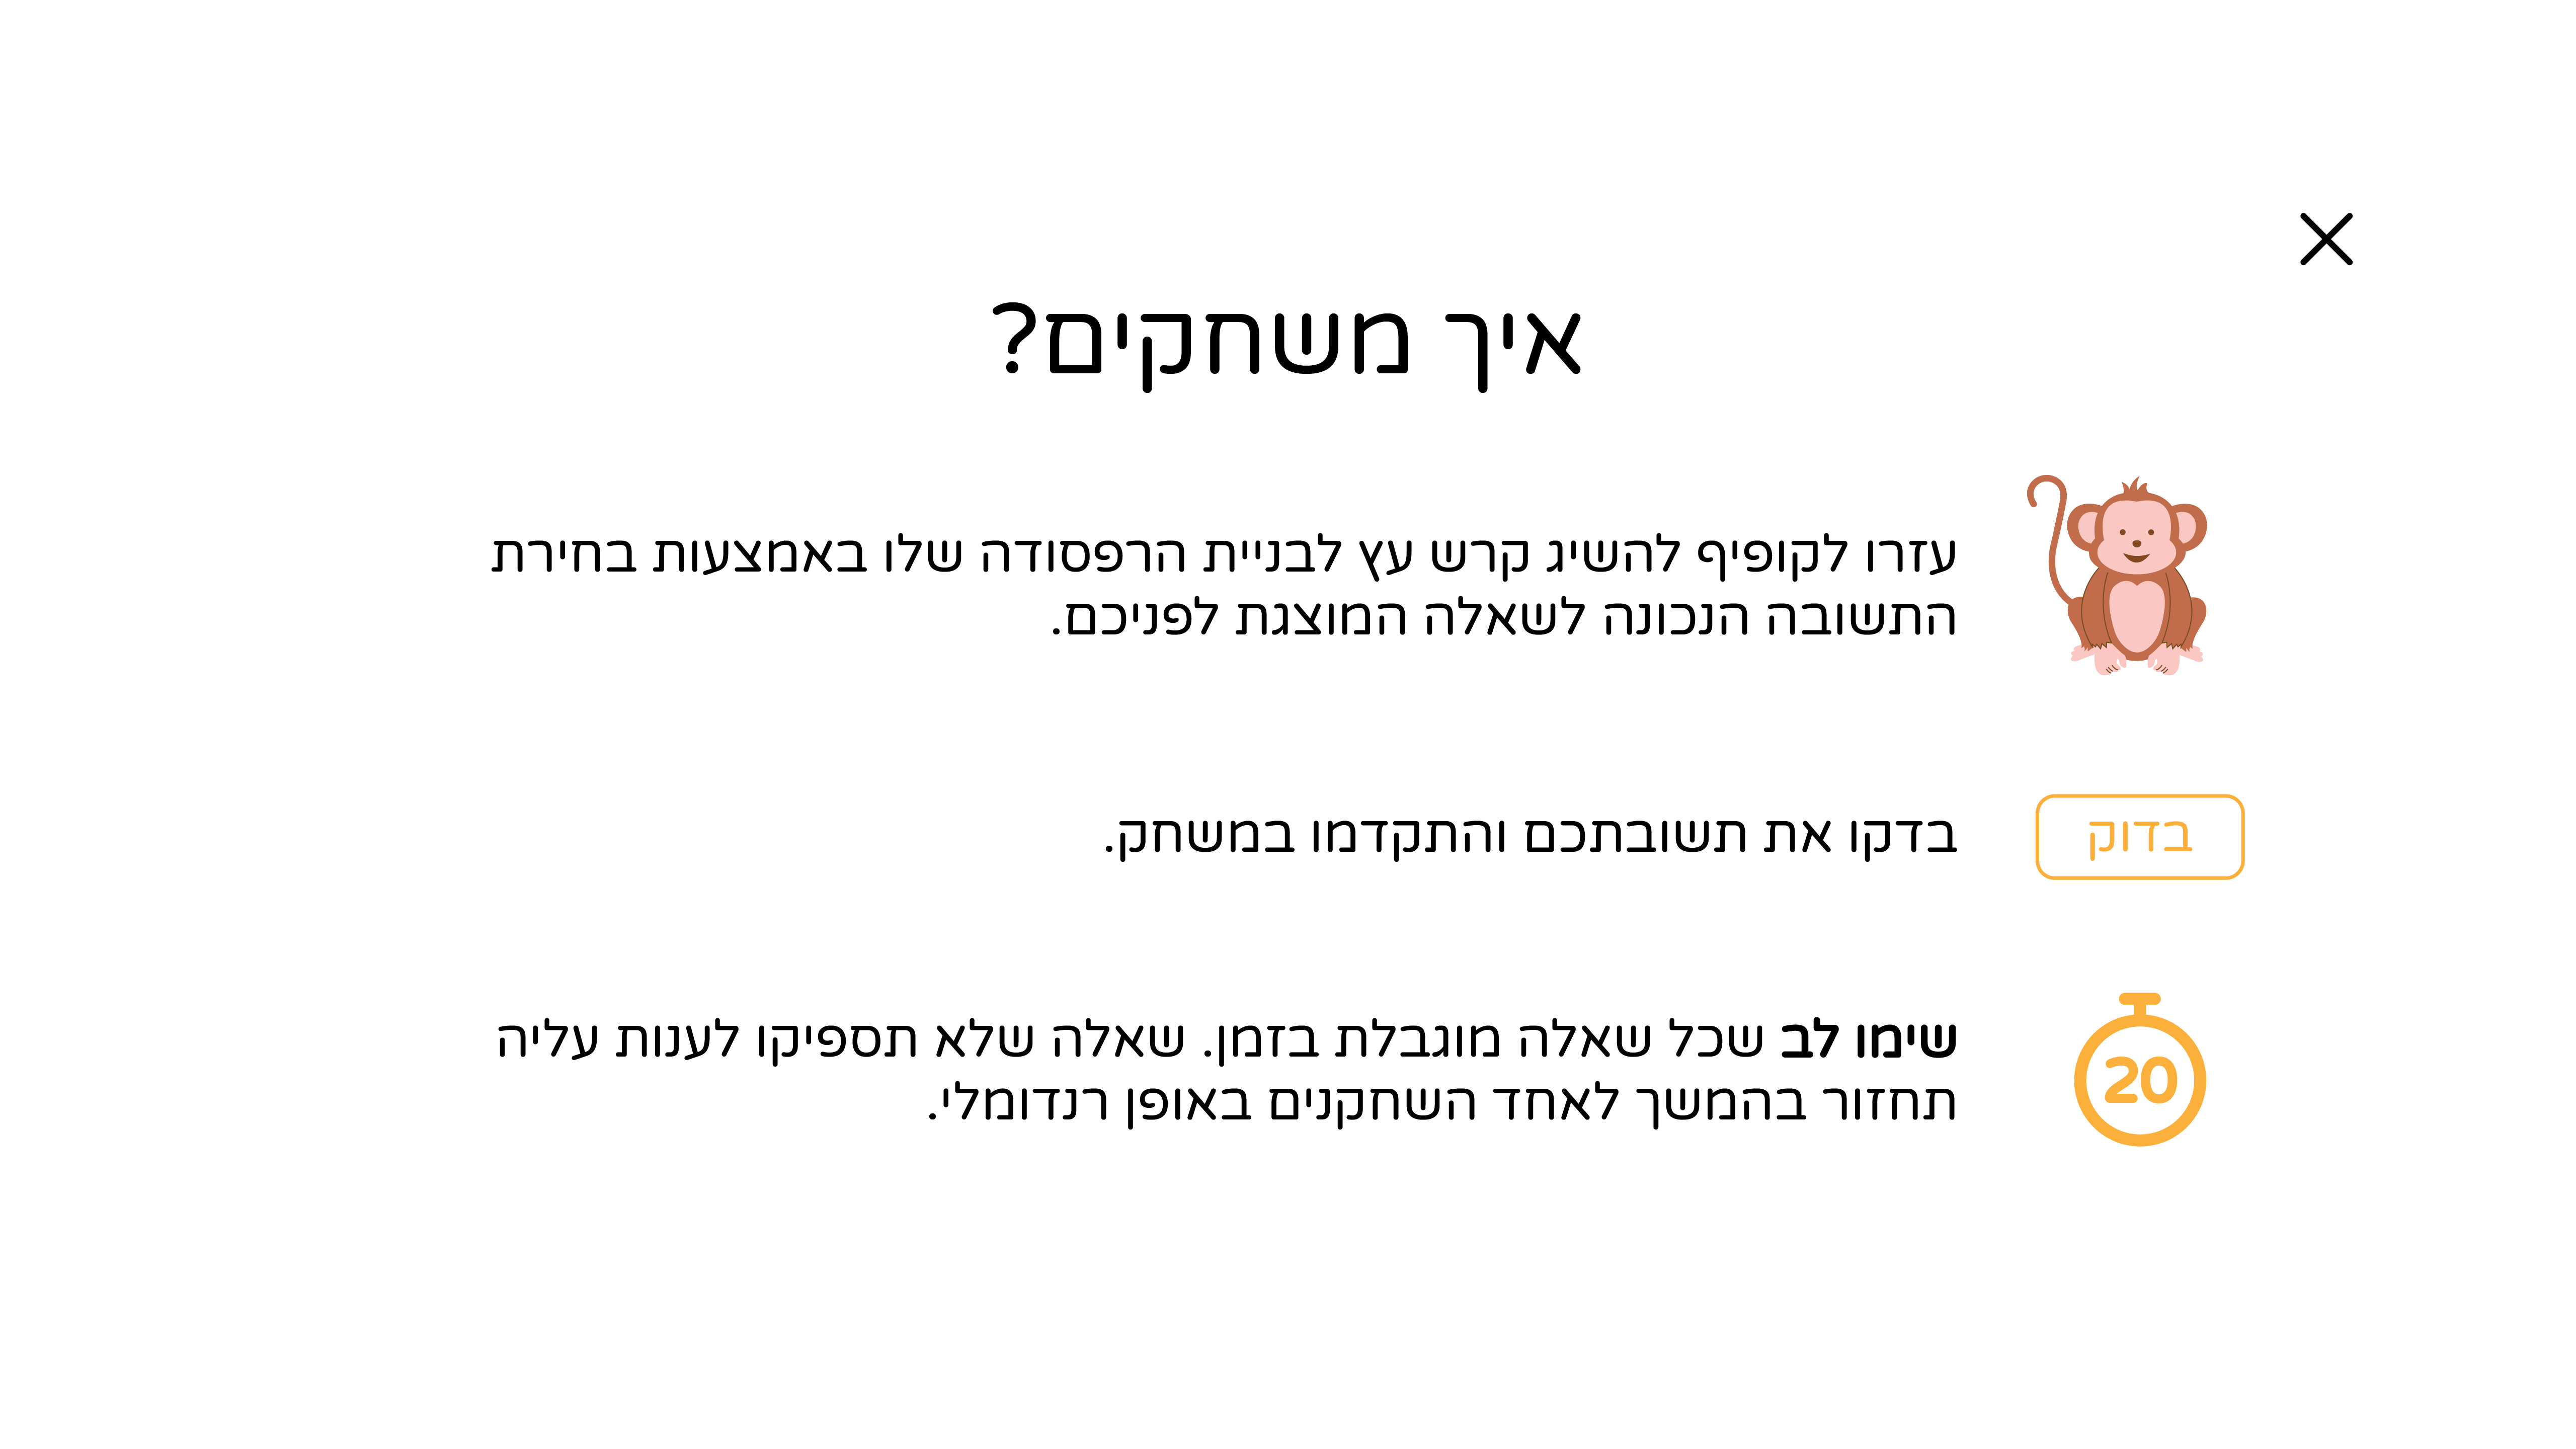 איך משחקים?
עזרו לקופיף להשיג קרש עץ לבניית הרפסודה שלו באמצעות בחירת
התשובה הנכונה לשאלה המוצגת לפניכם.
בדוק
בדקו את תשובתכם והתקדמו במשחק.
שימו לב שכל שאלה מוגבלת בזמן. שאלה שלא תספיקו לענות עליה
תחזור בהמשך לאחד השחקנים באופן רנדומלי.
20